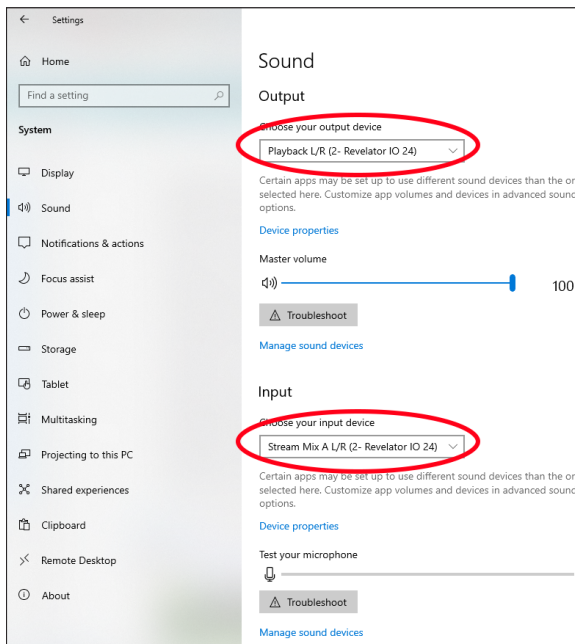 Settings
Home
Find a setting
System
Display
Sound
Notifications & actions
Focus assist
Power & sleep
Storage
Tablet
Multitasking
Projecting to this PC
Shared experiences
Clipboard
Remote Desktop
About
Sound
Output
Choose your output device
Playback L/R (2- Revelator IO 24)
Certain apps may be set up to use different sound devices than the
selected here. Customize app volumes and devices in advanced sound
options.
Device properties
Master volume
100
Troubleshoot
Manage sound devices
Input
Choose your input device
Stream Mix A L/R (2- Revelator IO 24)
Certain apps may be set up to use different sound devices than the
selected here. Customize app volumes and devices in advanced sound
options.
Device properties
Test your microphone
Troubleshoot
Manage sound devices